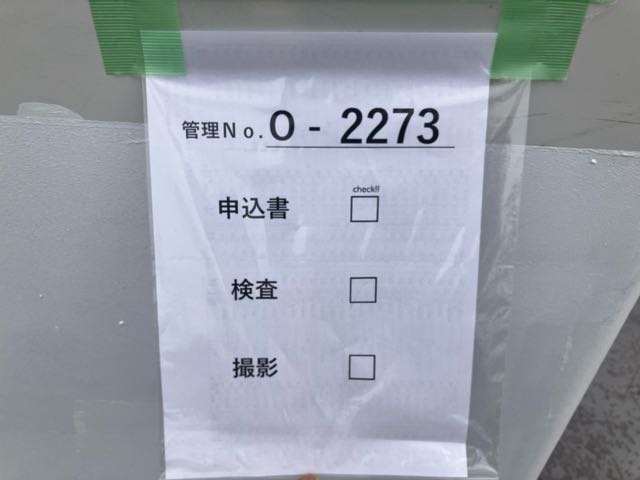 管理No. O - 2273
check!!
申込書 □
検査 □
撮影 □